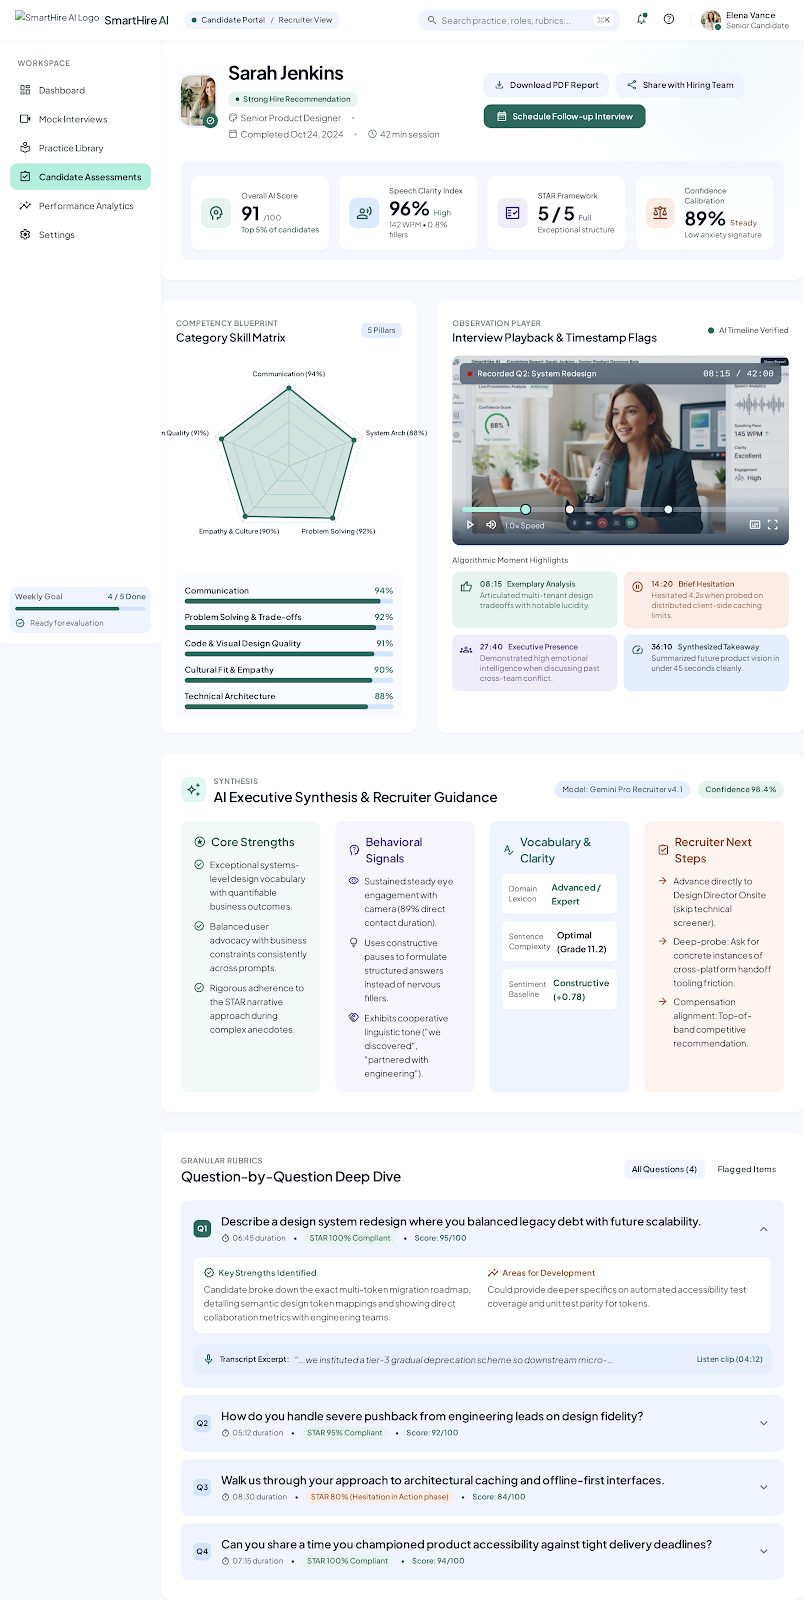 SmartHire AI Logo
SmartHire AI
Candidate Portal / Recruiter View
Search practice, roles, rubrics...
⌘K
Elena Vance
Senior Candidate
WORKSPACE
Dashboard
Mock Interviews
Practice Library
Candidate Assessments
Performance Analytics
Settings
Weekly Goal
4 / 5 Done
Ready for evaluation
Sarah Jenkins
Strong Hire Recommendation
Senior Product Designer •
Completed Oct 24, 2024 • 42 min session
Download PDF Report
Share with Hiring Team
Schedule Follow-up Interview
Overall AI Score
91 /100
Top 5% of candidates
Speech Clarity Index
96% High
142 WPM • 0.8%
fillers
STAR Framework
5 / 5 Full
Exceptional structure
Confidence
Calibration
89% Steady
Low anxiety signature
COMPETENCY BLUEPRINT
Category Skill Matrix
5 Pillars
Communication (94%)
n Quality (91%)
System Arch (88%)
Empathy & Culture (90%)
Problem Solving (92%)
Communication 94%
Problem Solving & Trade-offs 92%
Code & Visual Design Quality 91%
Cultural Fit & Empathy 90%
Technical Architecture 88%
OBSERVATION PLAYER
Interview Playback & Timestamp Flags
AI Timeline Verified
Recorded Q2: System Redesign
08:15 / 42:00
Confidence Score
88%
Speaking Pace
145 WPM
Clarity
Excellent
Engagement
High
1.0x Speed
Algorithmic Moment Highlights
08:15 Exemplary Analysis
Articulated multi-tenant design
tradeoffs with notable lucidity.
14:20 Brief Hesitation
Hesitated 4.2s when probed on
distributed client-side caching
limits.
27:40 Executive Presence
Demonstrated high emotional
intelligence when discussing past
cross-team conflict.
36:10 Synthesized Takeaway
Summarized future product vision in
under 45 seconds cleanly.
SYNTHESIS
AI Executive Synthesis & Recruiter Guidance
Model: Gemini Pro Recruiter v4.1
Confidence 98.4%
Core Strengths
Exceptional systems-
level design vocabulary
with quantifiable
business outcomes.
Balanced user
advocacy with business
constraints consistently
across prompts.
Rigorous adherence to
the STAR narrative
approach during
complex anecdotes.
Behavioral
Signals
Sustained steady eye
engagement with
camera (89% direct
contact duration).
Uses constructive
pauses to formulate
structured answers
instead of nervous
fillers.
Exhibits cooperative
linguistic tone ("we
discovered",
"partnered with
engineering").
Vocabulary &
Clarity
Domain
Lexicon
Advanced /
Expert
Sentence
Complexity
Optimal
(Grade 11.2)
Sentiment
Baseline
Constructive
(+0.78)
Recruiter Next
Steps
Advance directly to
Design Director Onsite
(skip technical
screener).
Deep-probe: Ask for
concrete instances of
cross-platform handoff
tooling friction.
Compensation
alignment: Top-of-
band competitive
recommendation.
GRANULAR RUBRICS
Question-by-Question Deep Dive
All Questions (4)
Flagged Items
Q1
Describe a design system redesign where you balanced legacy debt with future scalability.
06:45 duration • STAR 100% Compliant • Score: 95/100
Key Strengths Identified
Candidate broke down the exact multi-token migration roadmap,
detailing semantic design token mappings and showing direct
collaboration metrics with engineering teams.
Areas for Development
Could provide deeper specifics on automated accessibility test
coverage and unit test parity for tokens.
Transcript Excerpt: "...we instituted a tier-3 gradual deprecation scheme so downstream micro-...
Listen clip (04:12)
Q2
How do you handle severe pushback from engineering leads on design fidelity?
05:12 duration • STAR 95% Compliant • Score: 92/100
Q3
Walk us through your approach to architectural caching and offline-first interfaces.
08:30 duration • STAR 80% (Hesitation in Action phase) • Score: 84/100
Q4
Can you share a time you championed product accessibility against tight delivery deadlines?
07:15 duration • STAR 100% Compliant • Score: 94/100